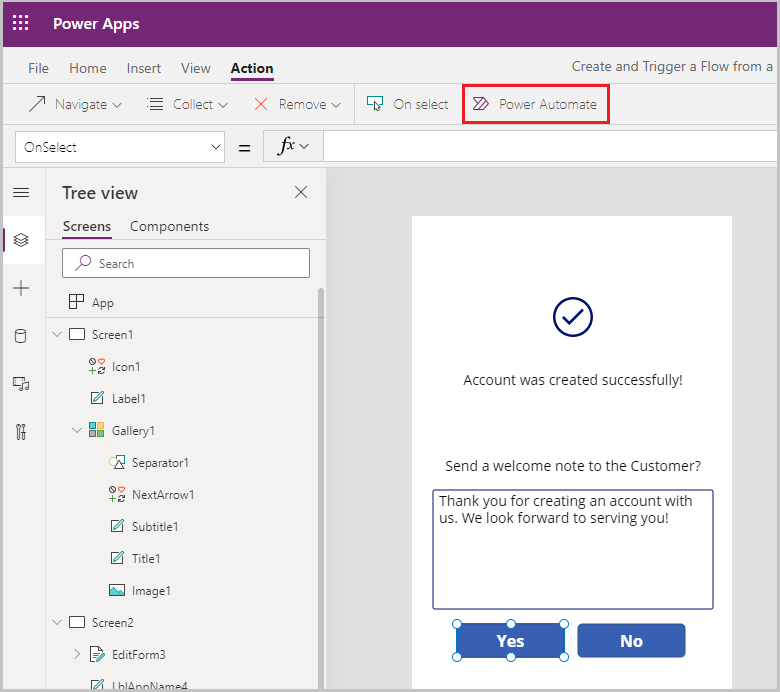 Power Apps
File Home Insert View Action Create and Trigger a Flow from a
Navigate Collect Remove On select Power Automate
OnSelect = fx
Tree view
Screens Components
Search
App
Screen1
Icon1
Label1
Gallery1
Separator1
NextArrow1
Subtitle1
Title1
Image1
Screen2
EditForm3
LblAppName4
Account was created successfully!
Send a welcome note to the Customer?
Thank you for creating an account with
us. We look forward to serving you!
Yes No